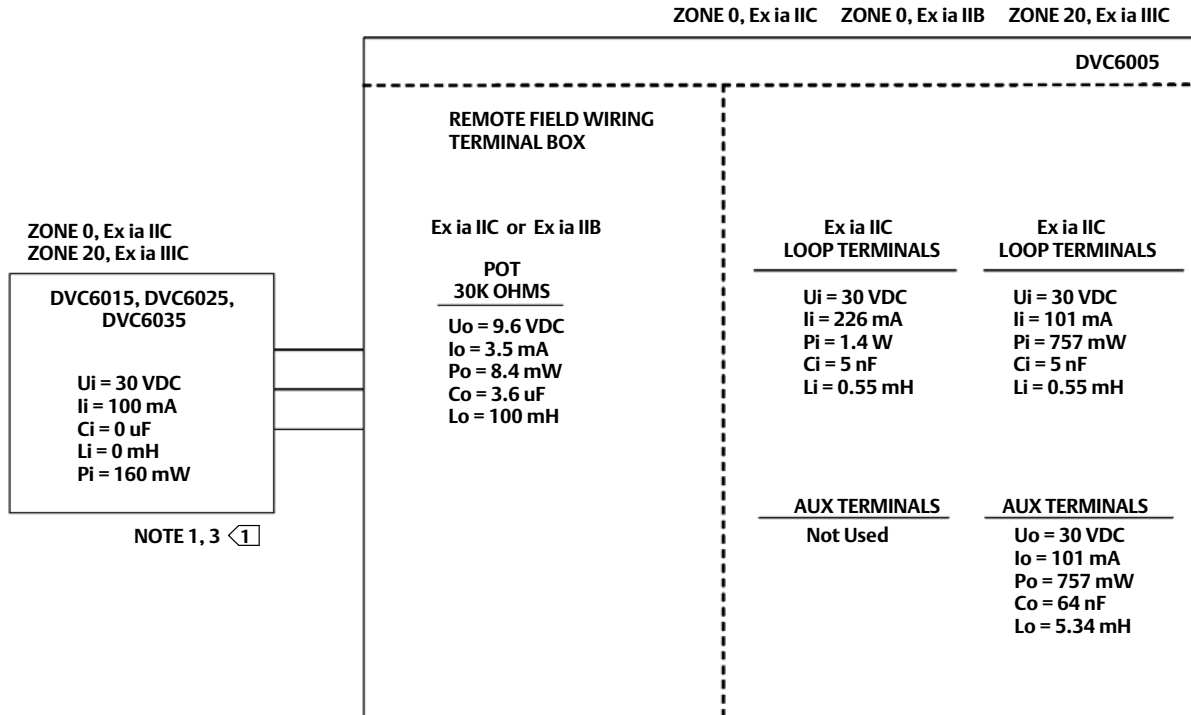 ZONE 0, Ex ia IIC ZONE 0, Ex ia IIB ZONE 20, Ex ia IIIC
DVC6005
REMOTE FIELD WIRING
TERMINAL BOX
ZONE 0, Ex ia IIC
ZONE 20, Ex ia IIIC
DVC6015, DVC6025,
DVC6035
Ui = 30 VDC
Ii = 100 mA
Ci = 0 uF
Li = 0 mH
Pi = 160 mW
NOTE 1, 3 1
Ex ia IIC or Ex ia IIB
POT
30K OHMS
Uo = 9.6 VDC
Io = 3.5 mA
Po = 8.4 mW
Co = 3.6 uF
Lo = 100 mH
Ex ia IIC
LOOP TERMINALS
Ui = 30 VDC
Ii = 226 mA
Pi = 1.4 W
Ci = 5 nF
Li = 0.55 mH
AUX TERMINALS
Not Used
Ex ia IIC
LOOP TERMINALS
Ui = 30 VDC
Ii = 101 mA
Pi = 757 mW
Ci = 5 nF
Li = 0.55 mH
AUX TERMINALS
Uo = 30 VDC
Io = 101 mA
Po = 757 mW
Co = 64 nF
Lo = 5.34 mH